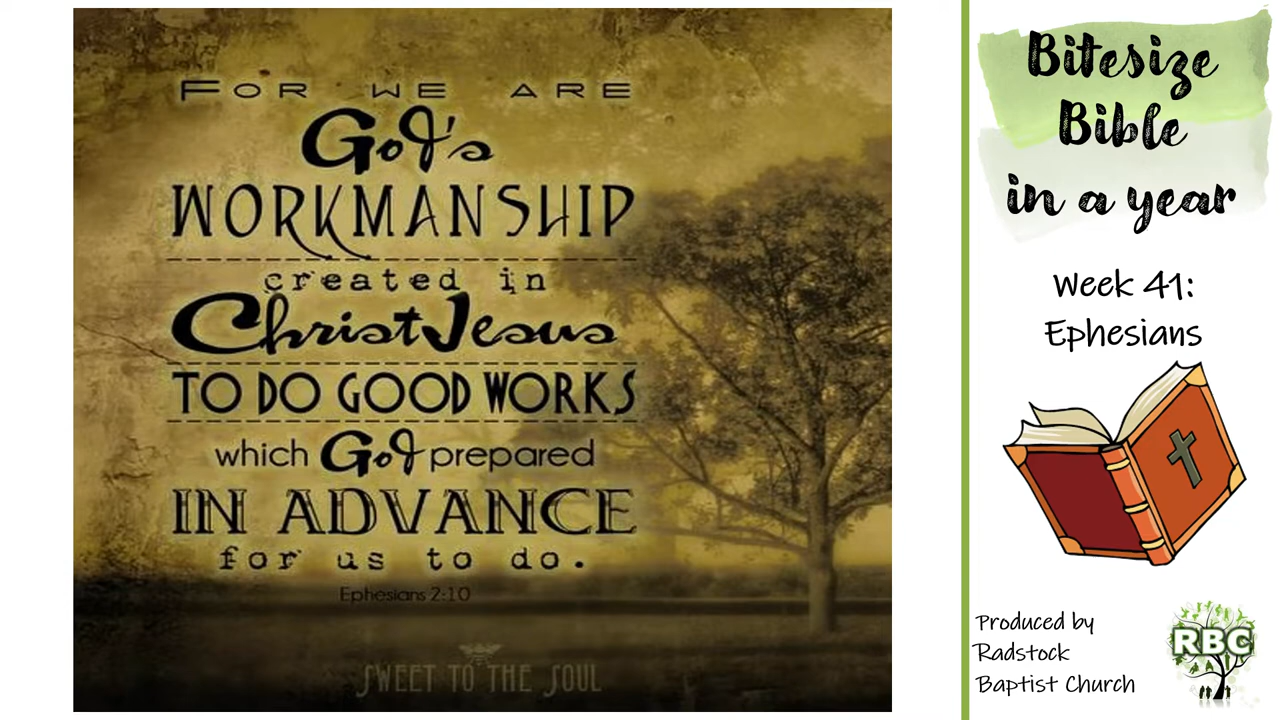 FOR WE ARE
God's
WORKMANSHIP
created in
Christ Jesus
TO DO GOOD WORKS
which God prepared
IN ADVANCE
for us to do.
Ephesians 2:10
SWEET TO THE SOUL
Bitesize
Bible
in a year
Week 41:
Ephesians
Produced by
Radstock
Baptist Church
RBC